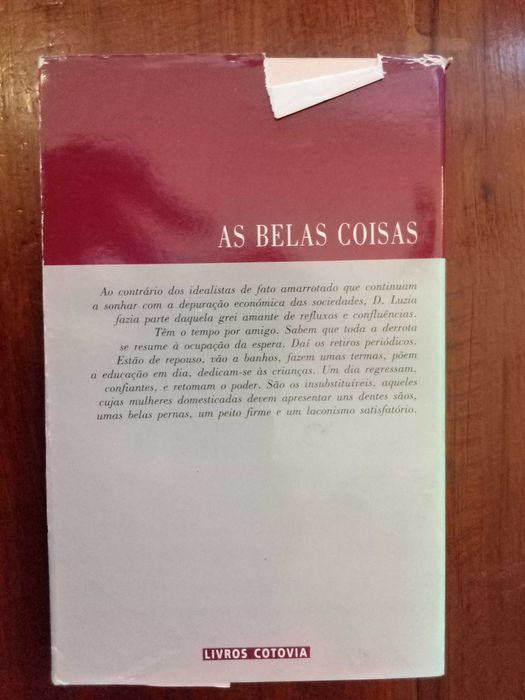 AS BELAS COISAS
Ao contrário dos idealistas de fato amarrotado que continuam
a sonhar com a depuração económica das sociedades, D. Luzia
fazia parte daquela grei amante de refluxos e confluências.
Têm o tempo por amigo. Sabem que toda a derrota
se resume à ocupação da espera. Daí os retiros periódicos.
Estão de repouso, vão a banhos, fazem umas termas, põem
a educação em dia, dedicam-se às crianças. Um dia regressam,
confiantes, e retomam o poder. São os insubstituíveis, aqueles
cujas mulheres domesticadas devem apresentar uns dentes sãos,
umas belas pernas, um peito firme e um laconismo satisfatório.
LIVROS COTOVIA